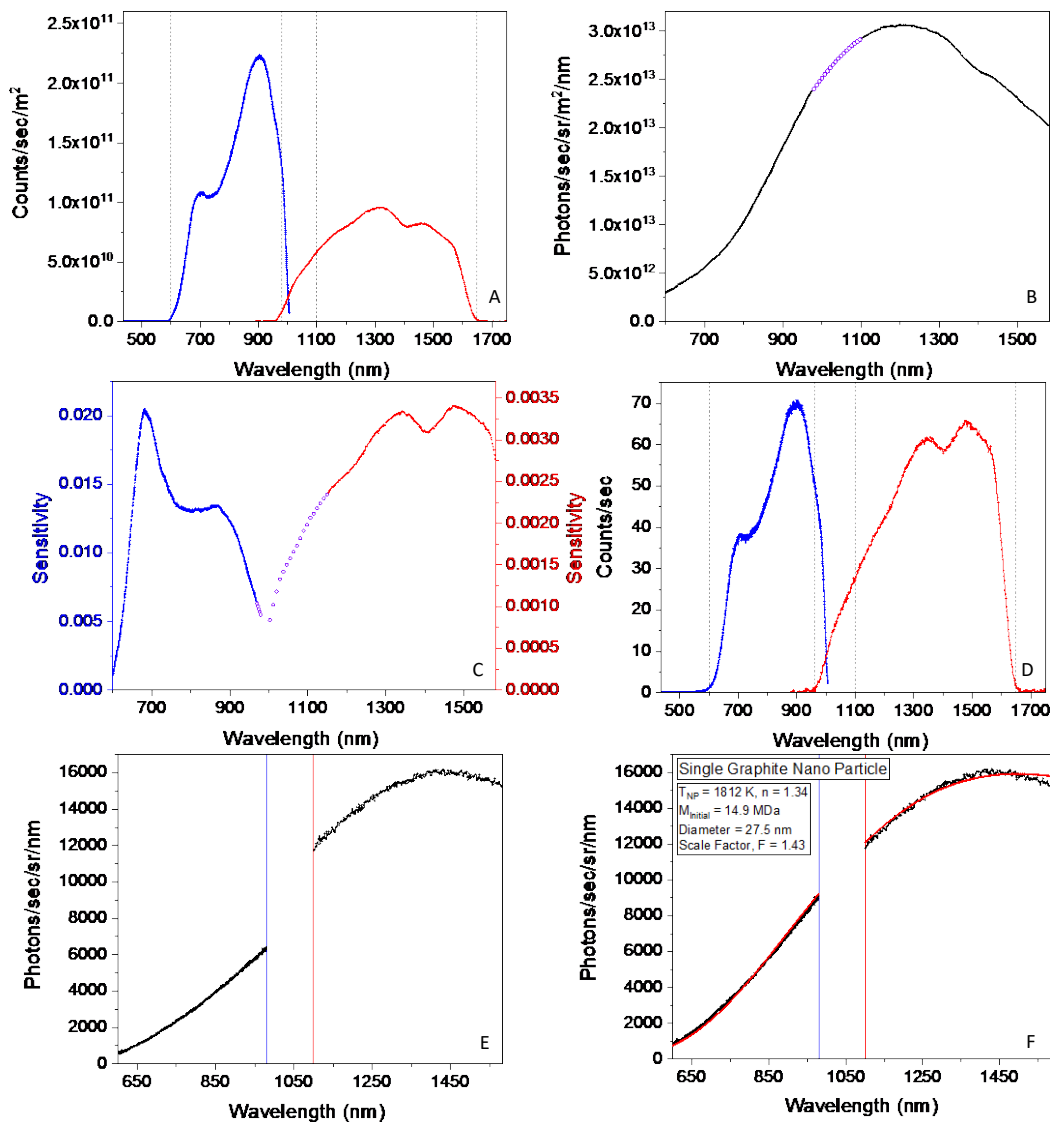 2.5x10¹¹
2.0x10¹¹
1.5x10¹¹
1.0x10¹¹
5.0x10¹⁰
0.0
Counts/sec/m²
500 700 900 1100 1300 1500 1700
Wavelength (nm)
A
3.0x10¹³
2.5x10¹³
2.0x10¹³
1.5x10¹³
1.0x10¹³
5.0x10¹²
0.0
Photons/sec/sr/m²/nm
700 900 1100 1300 1500
Wavelength (nm)
B
0.020
0.015
0.010
0.005
0.000
Sensitivity
0.0035
0.0030
0.0025
0.0020
0.0015
0.0010
0.0005
0.0000
Sensitivity
700 900 1100 1300 1500
Wavelength (nm)
C
70
60
50
40
30
20
10
0
Counts/sec
500 700 900 1100 1300 1500 1700
Wavelength (nm)
D
16000
14000
12000
10000
8000
6000
4000
2000
0
Photons/sec/sr/nm
650 850 1050 1250 1450
Wavelength (nm)
E
16000
14000
12000
10000
8000
6000
4000
2000
0
Photons/sec/sr/nm
Single Graphite Nano Particle
T_NP = 1812 K, n = 1.34
M_Initial = 14.9 MDa
Diameter = 27.5 nm
Scale Factor, F = 1.43
650 850 1050 1250 1450
Wavelength (nm)
F